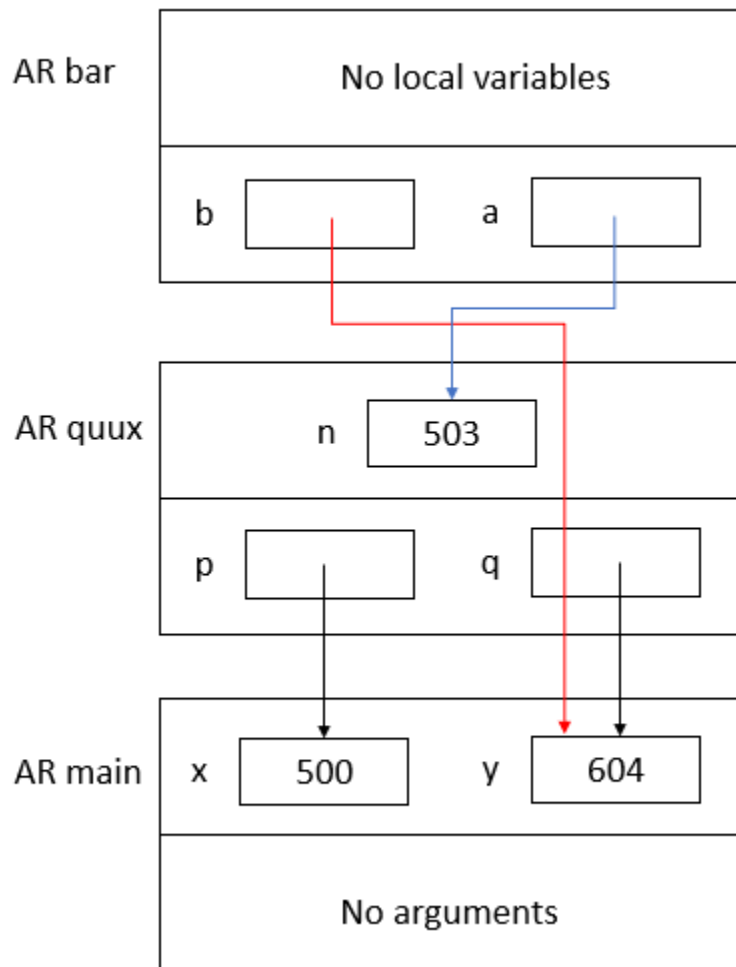 AR bar
No local variables
b
a
AR quux
n
503
p
q
AR main
x
500
y
604
No arguments